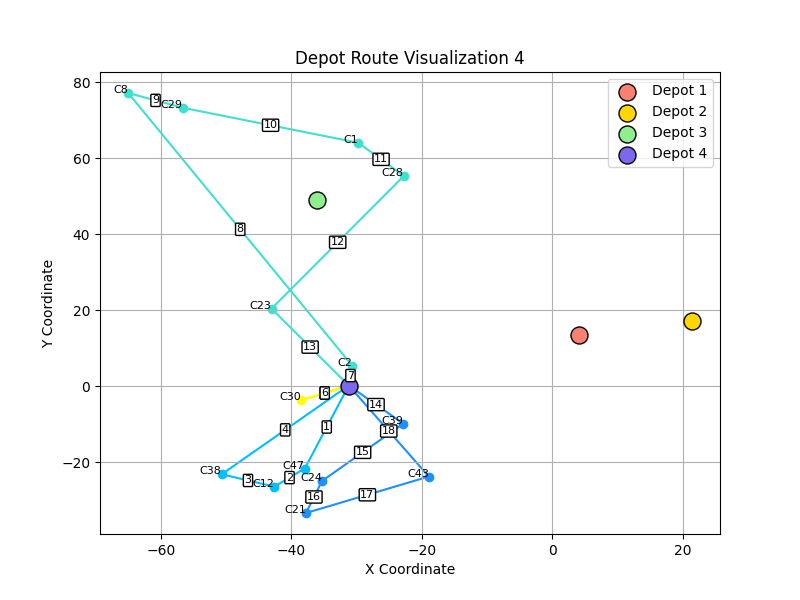 Depot Route Visualization 4
Depot 1
Depot 2
Depot 3
Depot 4
Y Coordinate
80
60
40
20
0
−20
C8
9
C29
10
C1
11
C28
8
12
C23
13
C2
7
C30
6
14
C39
4
1
18
15
C38
3
C12
2
C47
C24
C43
16
17
C21
−60
−40
−20
0
20
X Coordinate